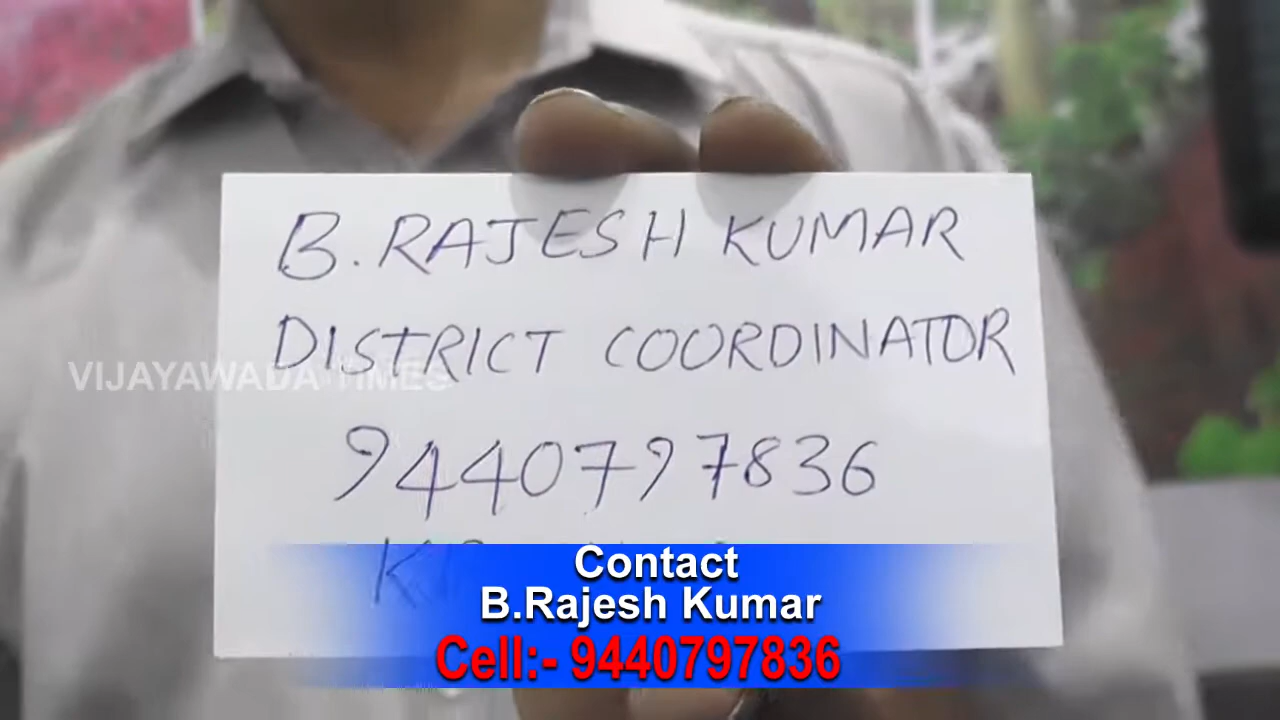 B.RAJESH KUMAR
DISTRICT COORDINATOR
VIJAYAWADA TIMES
9440797836
Contact
B.Rajesh Kumar
Cell:- 9440797836